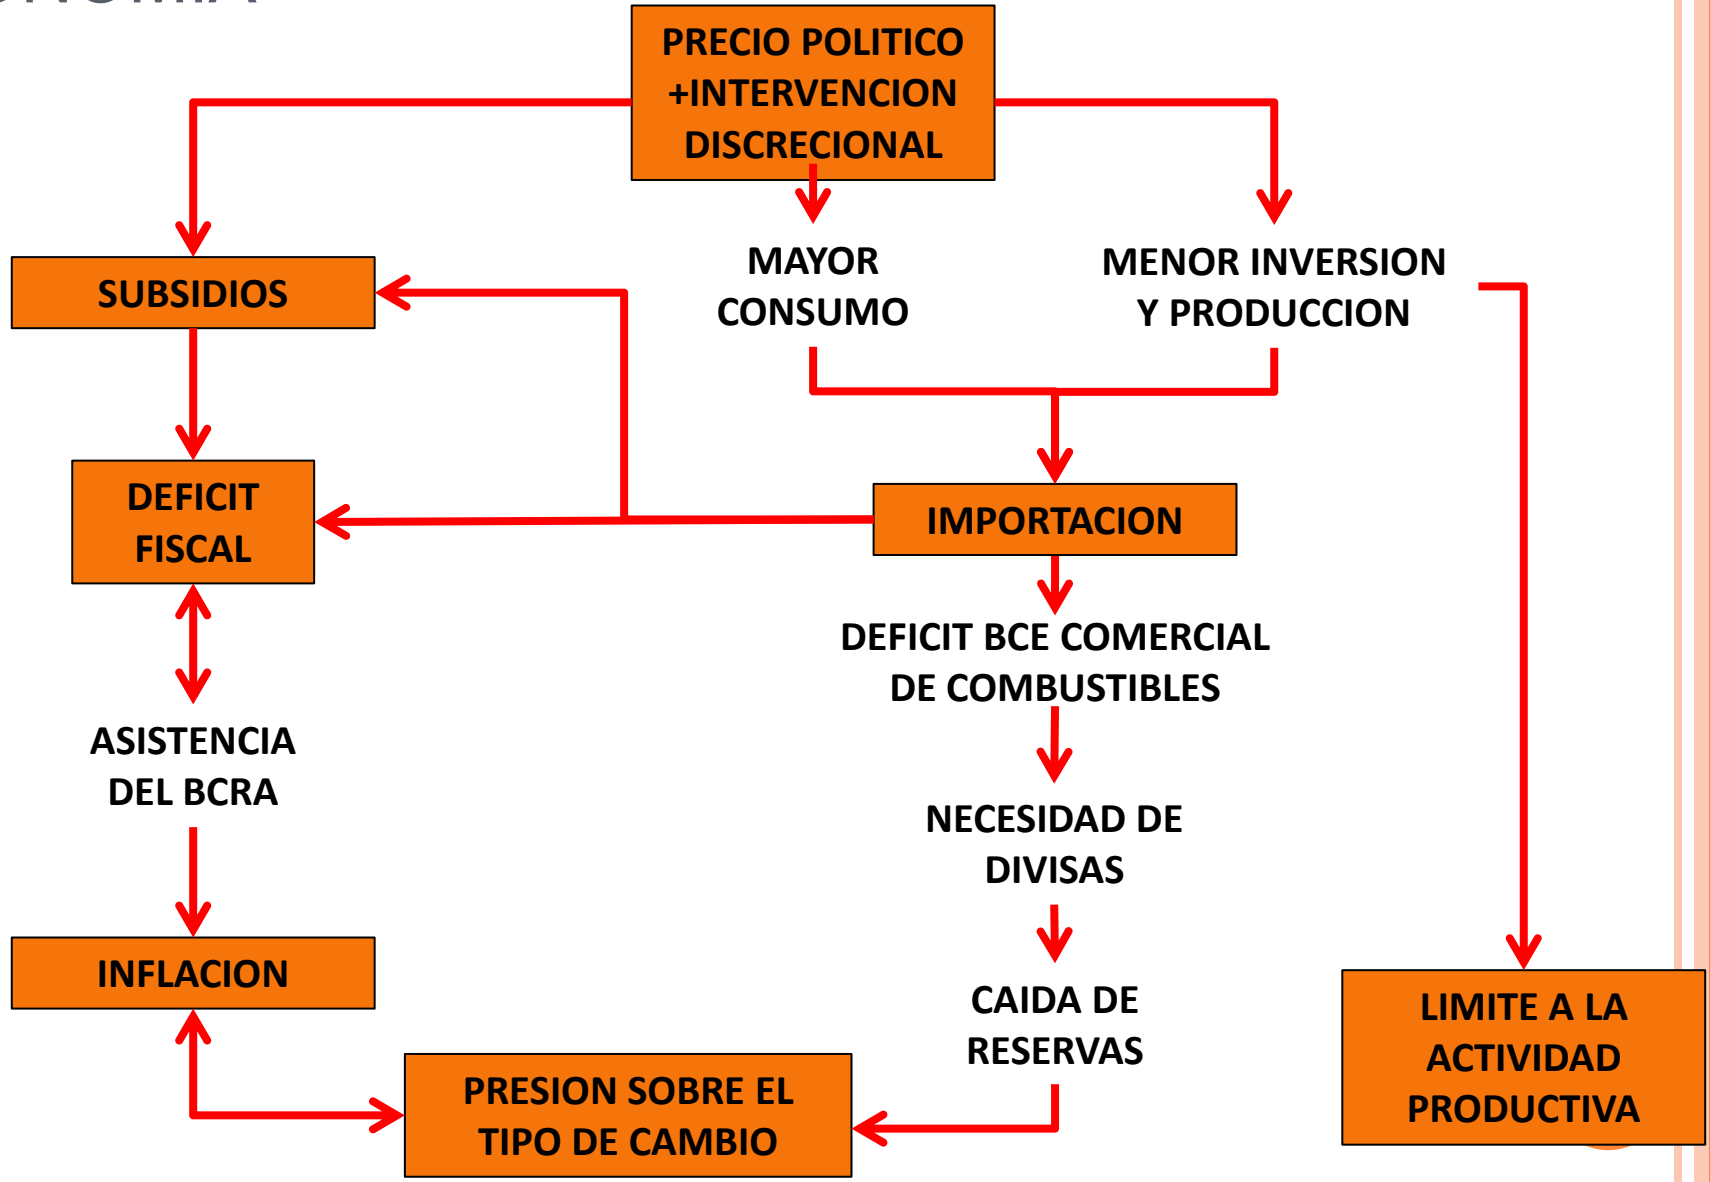 PRECIO POLITICO
+INTERVENCION
DISCRECIONAL
SUBSIDIOS
MAYOR
CONSUMO
MENOR INVERSION
Y PRODUCCION
DEFICIT
FISCAL
IMPORTACION
DEFICIT BCE COMERCIAL
DE COMBUSTIBLES
ASISTENCIA
DEL BCRA
NECESIDAD DE
DIVISAS
INFLACION
CAIDA DE
RESERVAS
LIMITE A LA
ACTIVIDAD
PRODUCTIVA
PRESION SOBRE EL
TIPO DE CAMBIO